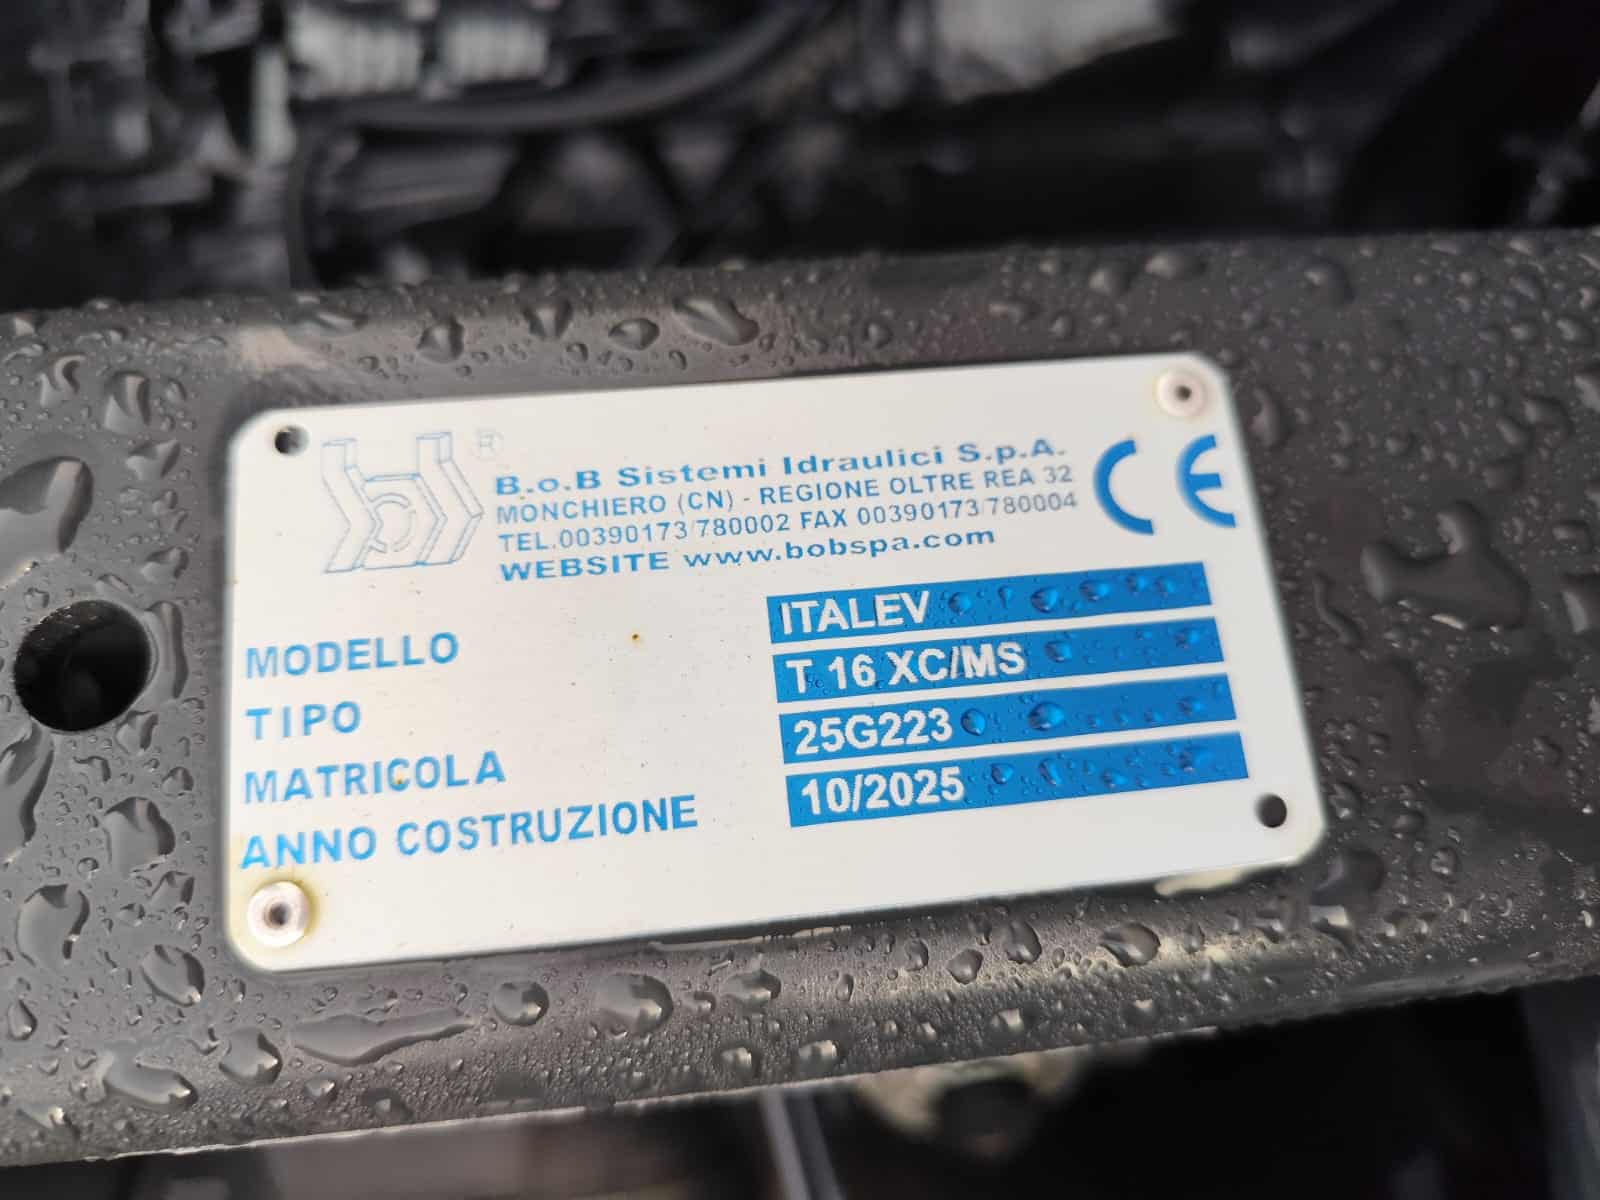 B.o.B Sistemi Idraulici S.p.A.
MONCHIERO (CN) - REGIONE OLTRE REA 32
TEL.00390173/780002 FAX 00390173/780004
WEBSITE www.bobspa.com
CE
MODELLO ITALEV
TIPO T 16 XC/MS
MATRICOLA 25G223
ANNO COSTRUZIONE 10/2025